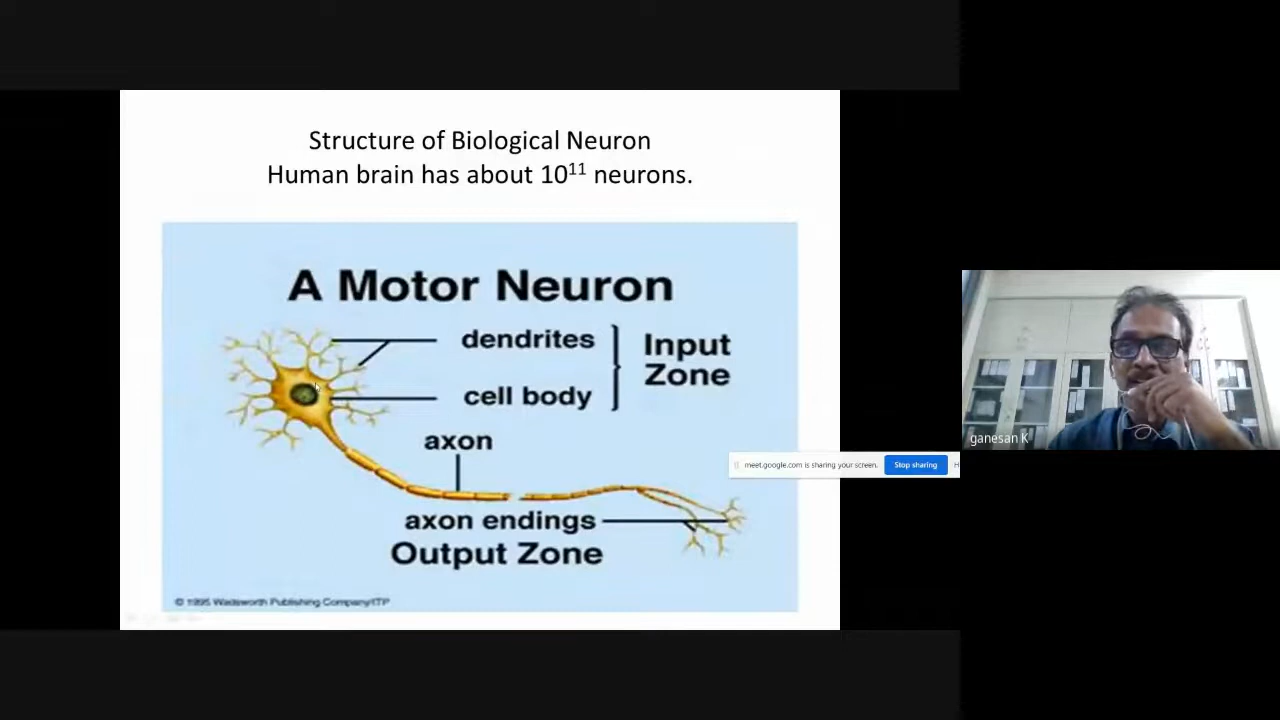 Structure of Biological Neuron
Human brain has about 10¹¹ neurons.
A Motor Neuron
dendrites
Input
Zone
cell body
axon
axon endings
Output Zone
© 1995 Wadsworth Publishing Company/ITP
ganesan K
meet.google.com is sharing your screen.
Stop sharing
H